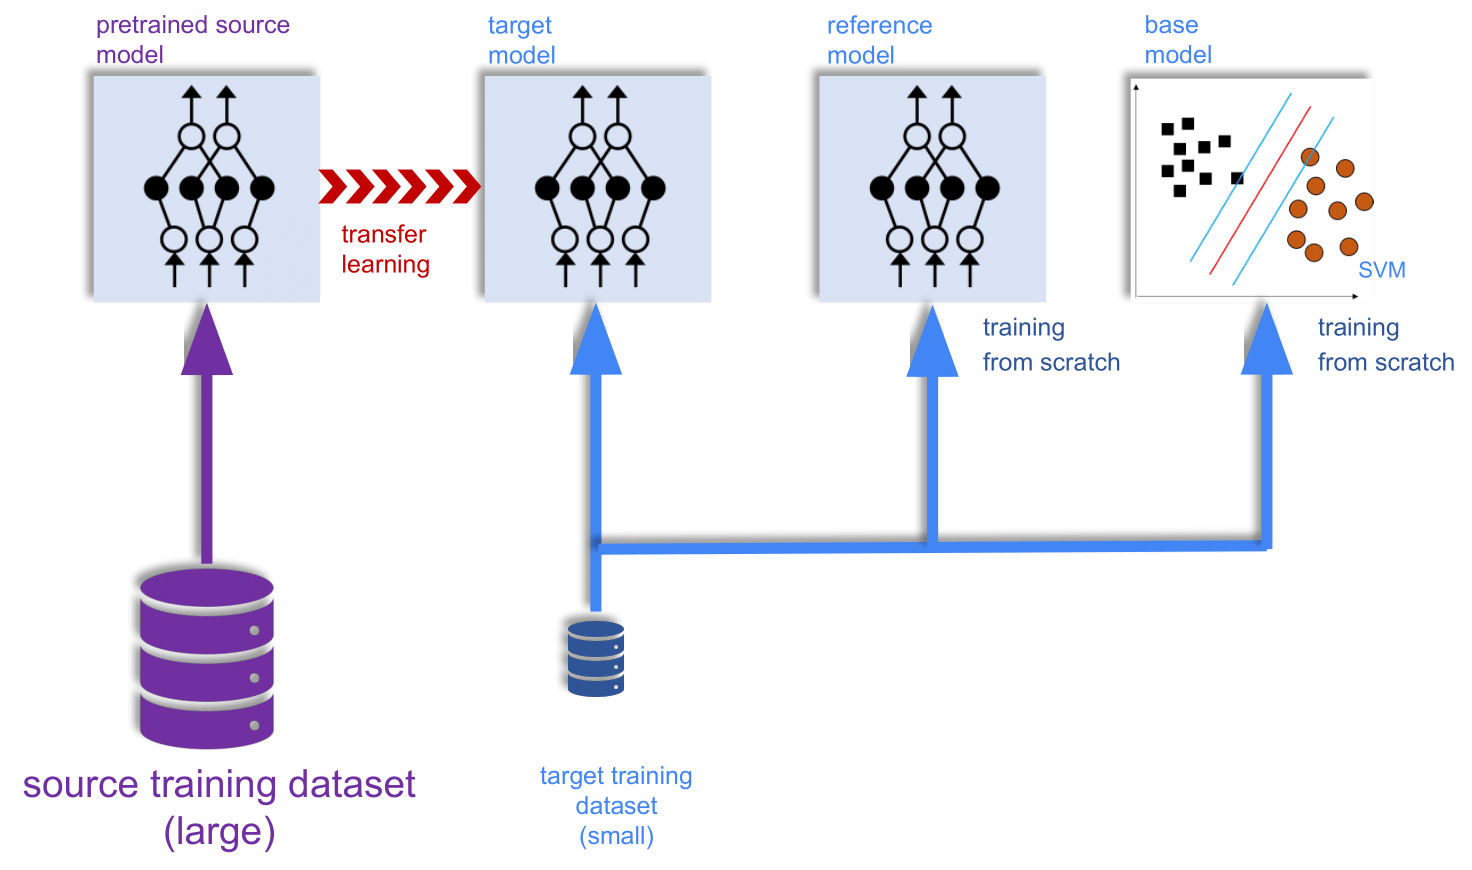 pretrained source
model
target
model
reference
model
base
model
transfer
learning
SVM
training
from scratch
training
from scratch
source training dataset
(large)
target training
dataset
(small)